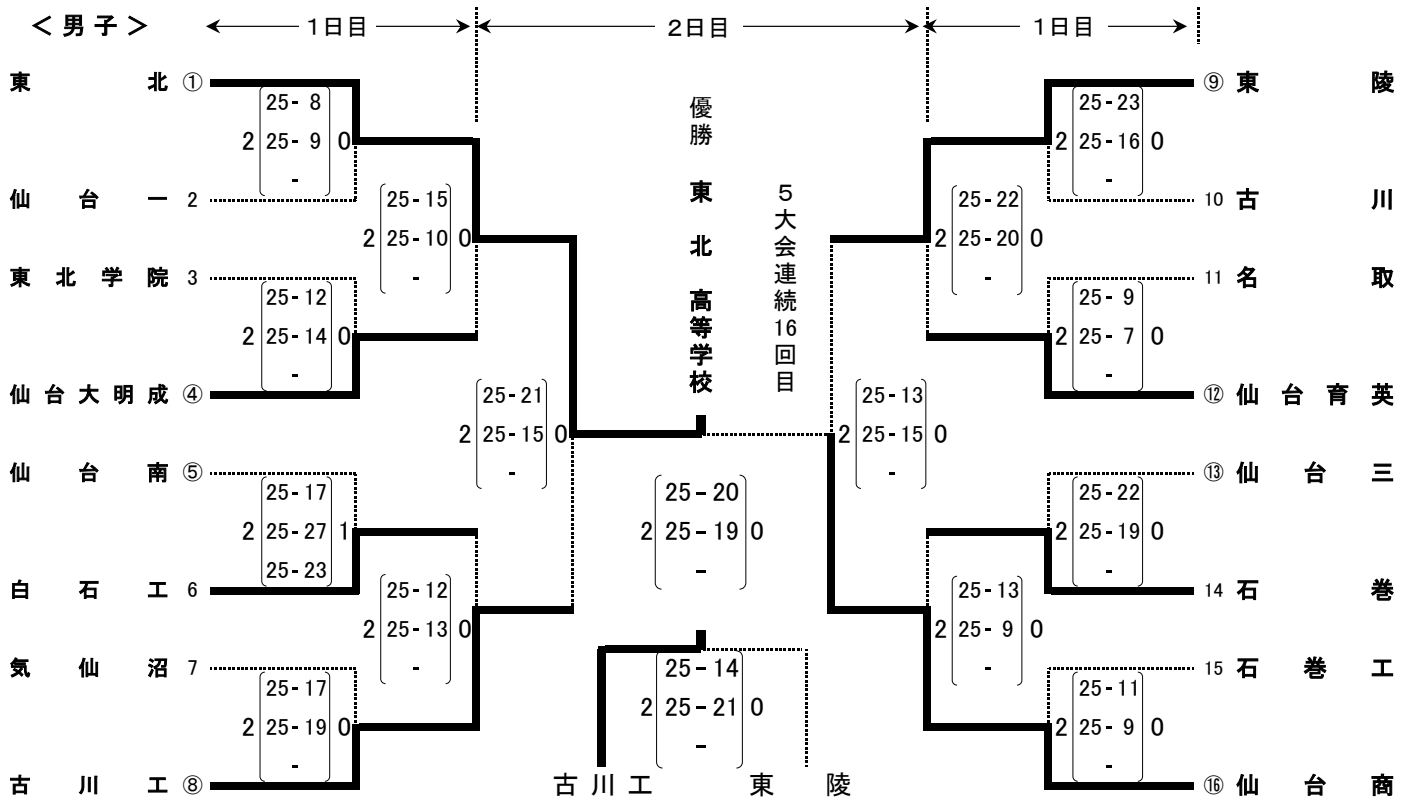 ＜ 男 子 ＞ 1日目 2日目 1日目
東北 ①
25- 8
2 25- 9 0
-
仙台一 2
25-15
2 25-10 0
-
東北学院 3
25-12
2 25-14 0
-
仙台大明成 ④
25-21
2 25-15 0
-
仙台南 ⑤
25-17
2 25-27 1
25-23
白石工 6
25-12
2 25-13 0
-
気仙沼 7
25-17
2 25-19 0
-
古川工 ⑧
優勝 東北高等学校
5大会連続16回目
25-20
2 25-19 0
-
25-14
2 25-21 0
-
古川工 東陵
⑨ 東陵
25-23
2 25-16 0
-
10 古川
25-22
2 25-20 0
-
11 名取
25- 9
2 25- 7 0
-
⑫ 仙台育英
25-13
2 25-15 0
-
⑬ 仙台三
25-22
2 25-19 0
-
14 石巻
25-13
2 25- 9 0
-
15 石巻工
25-11
2 25- 9 0
-
⑯ 仙台商